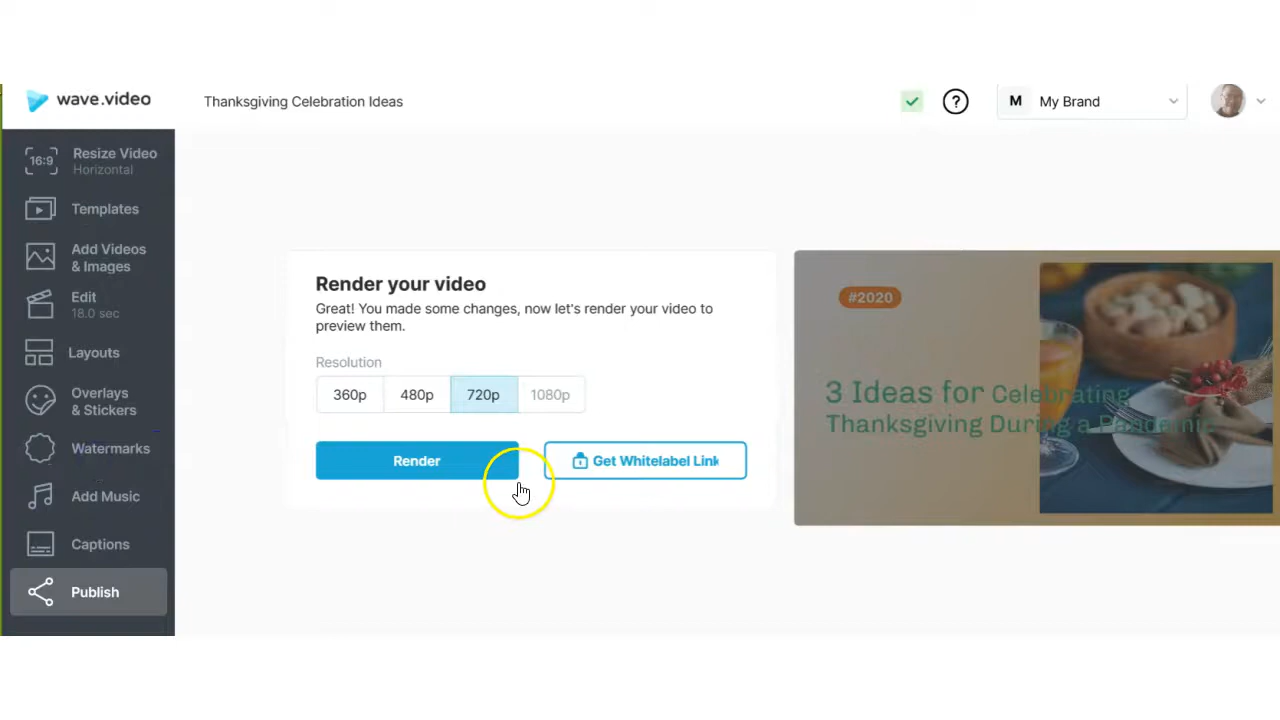 wave.video
Thanksgiving Celebration Ideas
?
M My Brand
16:9
Resize Video
Horizontal
Templates
Add Videos
& Images
Edit
18.0 sec
Layouts
Overlays
& Stickers
Watermarks
Add Music
Captions
Publish
Render your video
Great! You made some changes, now let's render your video to
preview them.
Resolution
360p 480p 720p 1080p
Render
Get Whitelabel Link
#2020
3 Ideas for Celebrating
Thanksgiving During a Pandemic